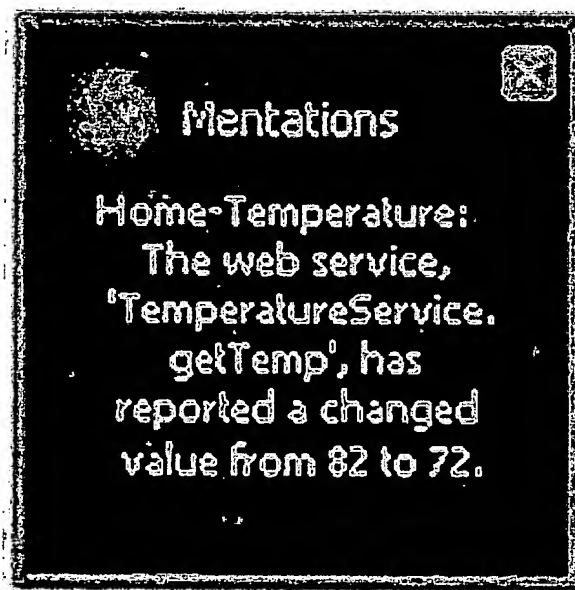 Mentations
Home-Temperature:
The web service,
'TemperatureService.
getTemp', has
reported a changed
value from 82 to 72.